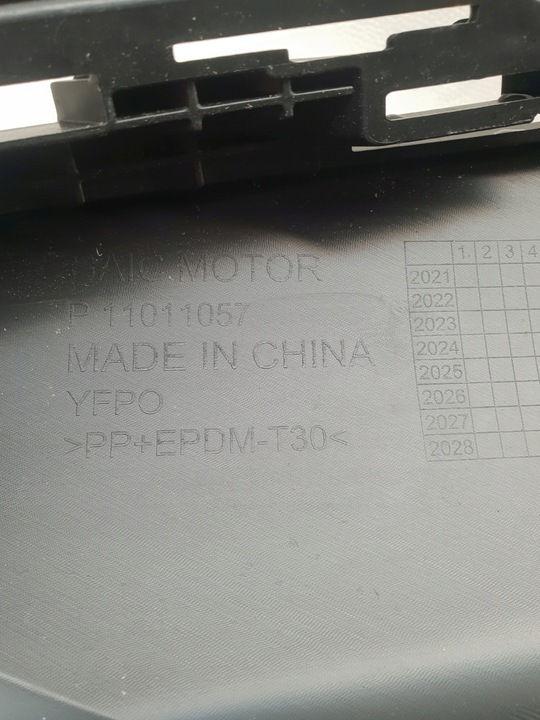 SAIC MOTOR
P 11011057
MADE IN CHINA
YFPO
>PP+EPDM-T30<
1 2 3 4
2021
2022
2023
2024
2025
2026
2027
2028